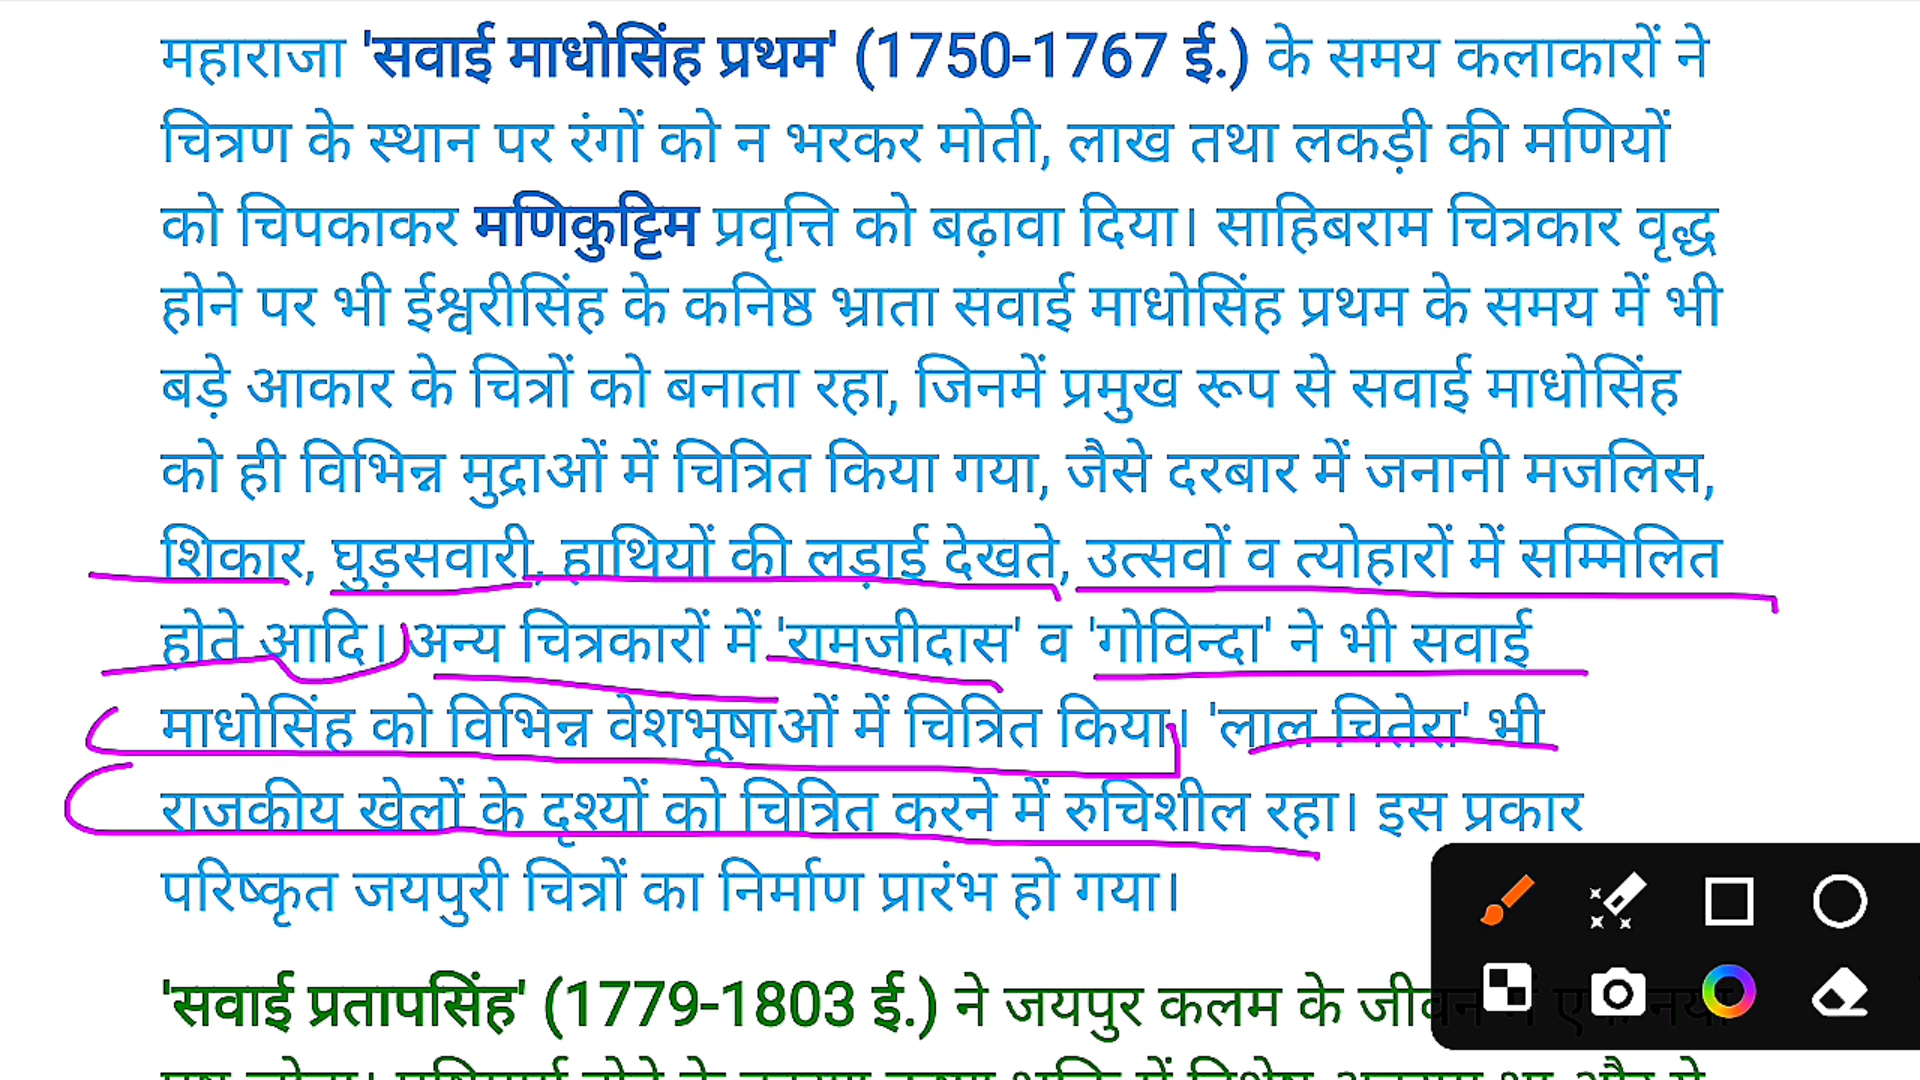 महाराजा 'सवाई माधोसिंह प्रथम' (1750-1767 ई.) के समय कलाकारों ने
चित्रण के स्थान पर रंगों को न भरकर मोती, लाख तथा लकड़ी की मणियों
को चिपकाकर मणिकुट्टिम प्रवृत्ति को बढ़ावा दिया। साहिबराम चित्रकार वृद्ध
होने पर भी ईश्वरीसिंह के कनिष्ठ भ्राता सवाई माधोसिंह प्रथम के समय में भी
बड़े आकार के चित्रों को बनाता रहा, जिनमें प्रमुख रूप से सवाई माधोसिंह
को ही विभिन्न मुद्राओं में चित्रित किया गया, जैसे दरबार में जनानी मजलिस,
शिकार, घुड़सवारी, हाथियों की लड़ाई देखते, उत्सवों व त्योहारों में सम्मिलित
होते आदि। अन्य चित्रकारों में 'रामजीदास' व 'गोविन्दा' ने भी सवाई
माधोसिंह को विभिन्न वेशभूषाओं में चित्रित किया। 'लाल चितेरा' भी
राजकीय खेलों के दृश्यों को चित्रित करने में रुचिशील रहा। इस प्रकार
परिष्कृत जयपुरी चित्रों का निर्माण प्रारंभ हो गया।
'सवाई प्रतापसिंह' (1779-1803 ई.) ने जयपुर कलम के जीवन में एक नया